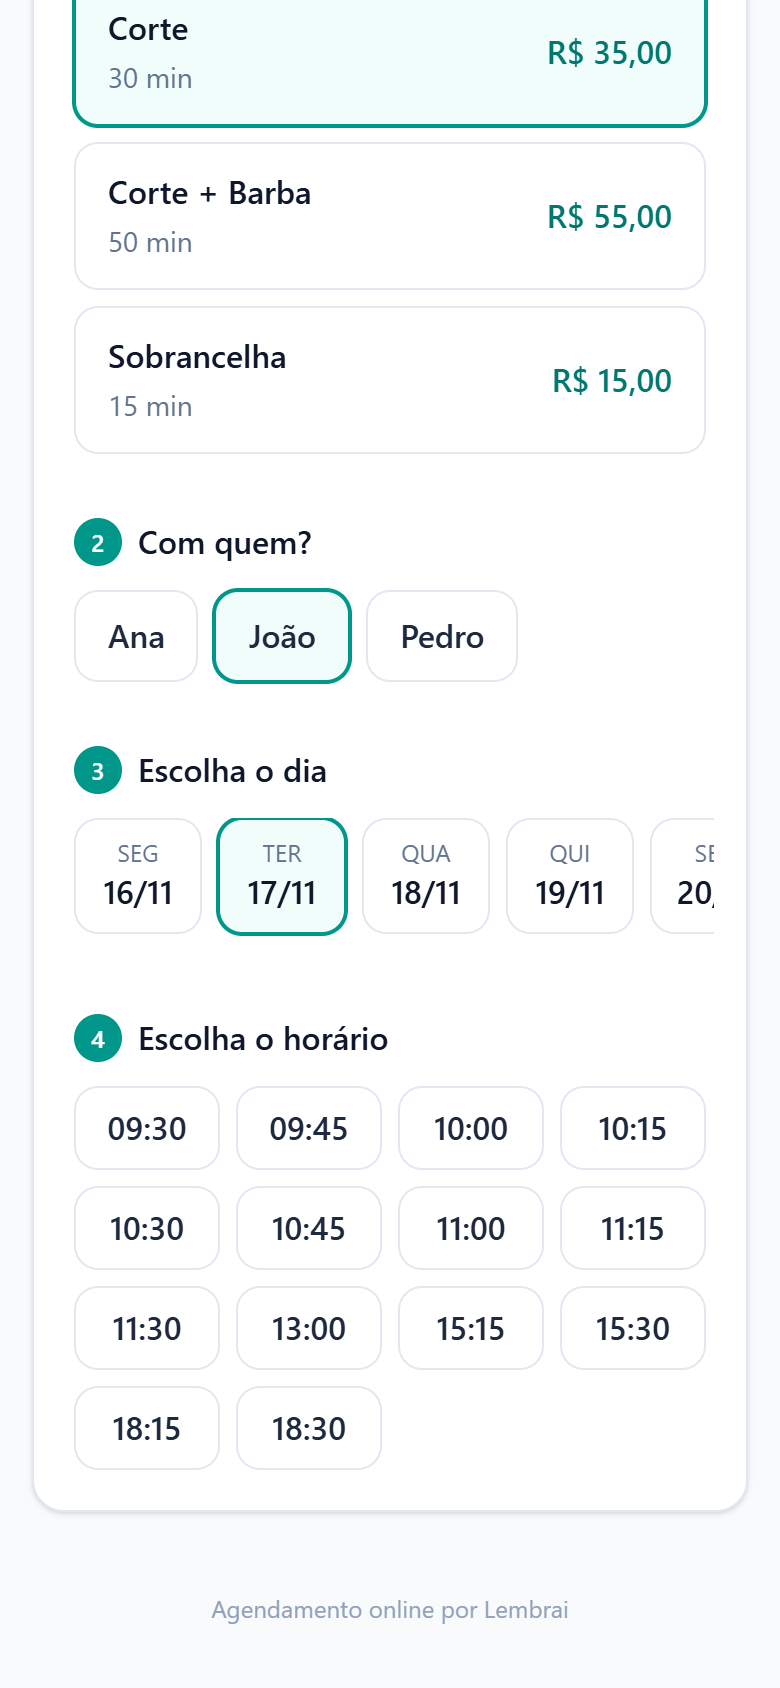 Corte
30 min
R$ 35,00
Corte + Barba
50 min
R$ 55,00
Sobrancelha
15 min
R$ 15,00
2 Com quem?
Ana João Pedro
3 Escolha o dia
SEG TER QUA QUI
16/11 17/11 18/11 19/11 20/
4 Escolha o horário
09:30 09:45 10:00 10:15
10:30 10:45 11:00 11:15
11:30 13:00 15:15 15:30
18:15 18:30
Agendamento online por Lembrai